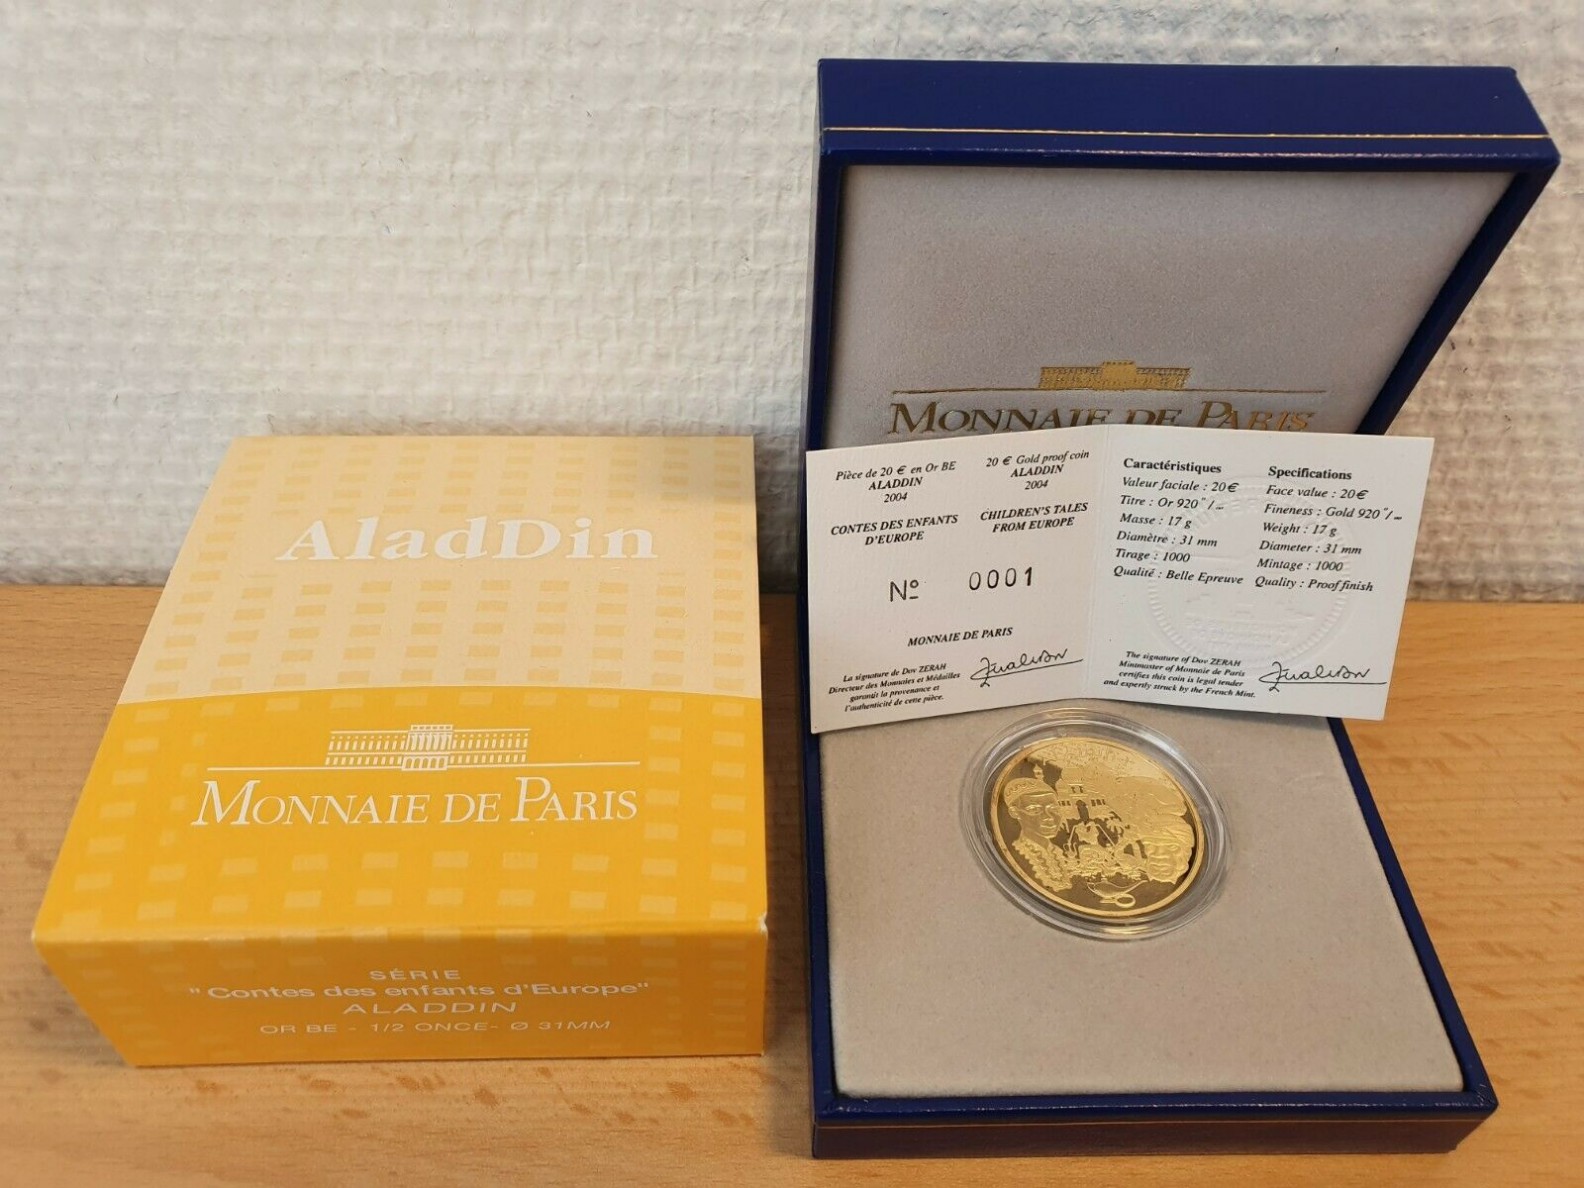 AladDin
MONNAIE DE PARIS
SÉRIE
"Contes des enfants d'Europe"
ALADDIN
OR BE - 1/2 ONCE- Ø 31MM
MONNAIE DE PARIS
Pièce de 20 € en Or BE
ALADDIN
2004
CONTES DES ENFANTS
D'EUROPE
20 € Gold proof coin
ALADDIN
2004
CHILDREN'S TALES
FROM EUROPE
Nº 0001
MONNAIE DE PARIS
La signature de Dov ZERAH
Directeur des Monnaies et Médailles
garantit la provenance et
l'authenticité de cette pièce.
Caractéristiques
Valeur faciale : 20 €
Titre : Or 920 °/...
Masse : 17 g
Diamètre : 31 mm
Tirage : 1000
Qualité : Belle Epreuve
Specifications
Face value : 20 €
Fineness : Gold 920 °/...
Weight : 17 g
Diameter : 31 mm
Mintage : 1000
Quality : Proof finish
The signature of Dov ZERAH
Mintmaster of Monnaie de Paris
certifies this coin is legal tender
and expertly struck by the French Mint.